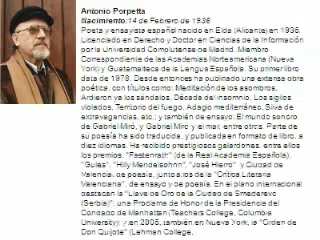 Antonio Porpetta
Nacimiento:14 de Febrero de 1936
Poeta y ensayista español nacido en Elda (Alicante) en 1936.
Licenciado en Derecho y Doctor en Ciencias de la Información
por la Universidad Complutense de Madrid. Miembro
Correspondiente de las Academias Norteamericana (Nueva
York) y Guatemalteca de la Lengua Española. Su primer libro
data de 1979. Desde entonces ha publicado una extensa obra
poética, con títulos como: Meditación de los asombros,
Ardieron ya los sándalos, Década del insomnio, Los sigilos
violados, Territorio del fuego, Adagio mediterráneo, Silva de
extravagancias, etc.; y también de ensayo: El mundo sonoro
de Gabriel Miró, y Gabriel Miró y el mar, entre otros. Parte de
su poesía ha sido traducida, y publicada en formato de libro, a
diez idiomas. Ha recibido prestigiosos galardones, entre ellos
los premios: "Fastenrath" (de la Real Academia Española),
"Gules", "Hilly Mendelssohn", "José Hierro" y Ciudad de
Valencia, de poesía, junto a los de la "Crítica Literaria
Valenciana", de ensayo y de poesía. En el plano internacional
destacan la "Llave de Oro de la Ciudad de Smederevo
(Serbia)"; una Proclama de Honor de la Presidencia del
Condado de Manhattan (Teachers College, Columbia
University); y en 2005, también en Nueva York, la "Orden de
Don Quijote" (Lehman College,